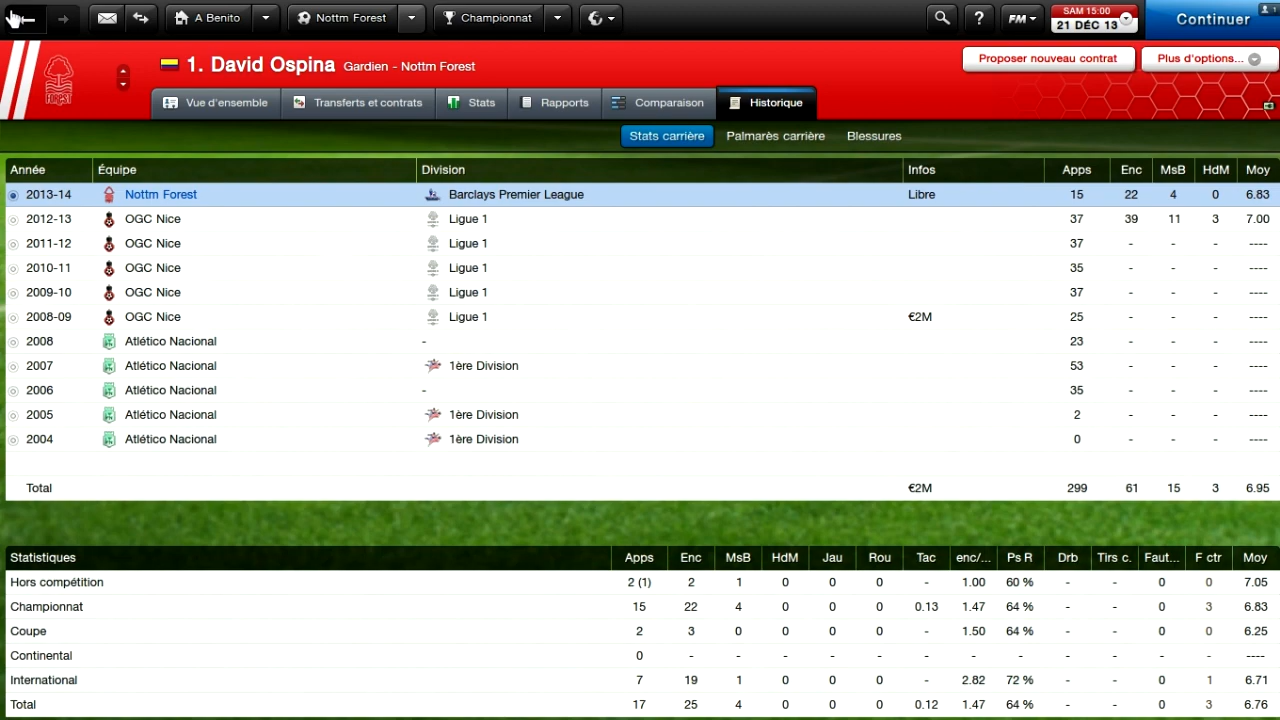 A Benito Nottm Forest Championnat ? FM SAM 15:00 21 DÉC 13 Continuer 1
FOREST 1. David Ospina Gardien - Nottm Forest Proposer nouveau contrat Plus d'options...
Vue d'ensemble Transferts et contrats Stats Rapports Comparaison Historique
Stats carrière Palmarès carrière Blessures
Année Équipe Division Infos Apps Enc MsB HdM Moy
2013-14 Nottm Forest Barclays Premier League Libre 15 22 4 0 6.83
2012-13 OGC Nice Ligue 1 37 39 11 3 7.00
2011-12 OGC Nice Ligue 1 37 - - - ----
2010-11 OGC Nice Ligue 1 35 - - - ----
2009-10 OGC Nice Ligue 1 37 - - - ----
2008-09 OGC Nice Ligue 1 €2M 25 - - - ----
2008 Atlético Nacional - 23 - - - ----
2007 Atlético Nacional 1ère Division 53 - - - ----
2006 Atlético Nacional - 35 - - - ----
2005 Atlético Nacional 1ère Division 2 - - - ----
2004 Atlético Nacional 1ère Division 0 - - - ----
Total €2M 299 61 15 3 6.95
Statistiques Apps Enc MsB HdM Jau Rou Tac enc/... Ps R Drb Tirs c. Faut... F ctr Moy
Hors compétition 2 (1) 2 1 0 0 0 - 1.00 60 % - - 0 0 7.05
Championnat 15 22 4 0 0 0 0.13 1.47 64 % - - 0 3 6.83
Coupe 2 3 0 0 0 0 - 1.50 64 % - - 0 0 6.25
Continental 0 - - - - - - - - - - - - ----
International 7 19 1 0 0 0 - 2.82 72 % - - 0 1 6.71
Total 17 25 4 0 0 0 0.12 1.47 64 % - - 0 3 6.76